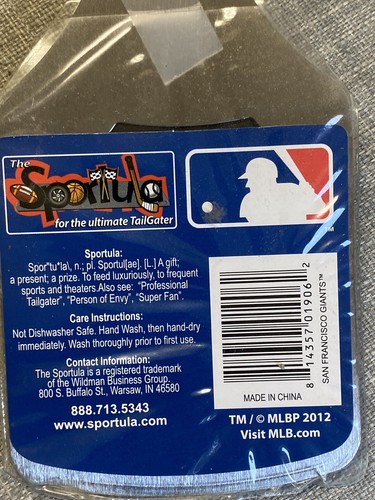 The
Sportula
for the ultimate TailGater
TM
Sportula:
Spor"tu*la\, n.; pl. Sportul[ae]. [L.] A gift;
a present; a prize. To feed luxuriously, to frequent
sports and theaters.Also see: "Professional
Tailgater", "Person of Envy", "Super Fan".
Care Instructions:
Not Dishwasher Safe. Hand Wash, then hand-dry
immediately. Wash thoroughly prior to first use.
Contact Information:
The Sportula is a registered trademark
of the Wildman Business Group.
800 S. Buffalo St., Warsaw, IN 46580
888.713.5343
www.sportula.com
8 14357 01906 2
SAN FRANCISCO GIANTS™
MADE IN CHINA
TM / © MLBP 2012
Visit MLB.com